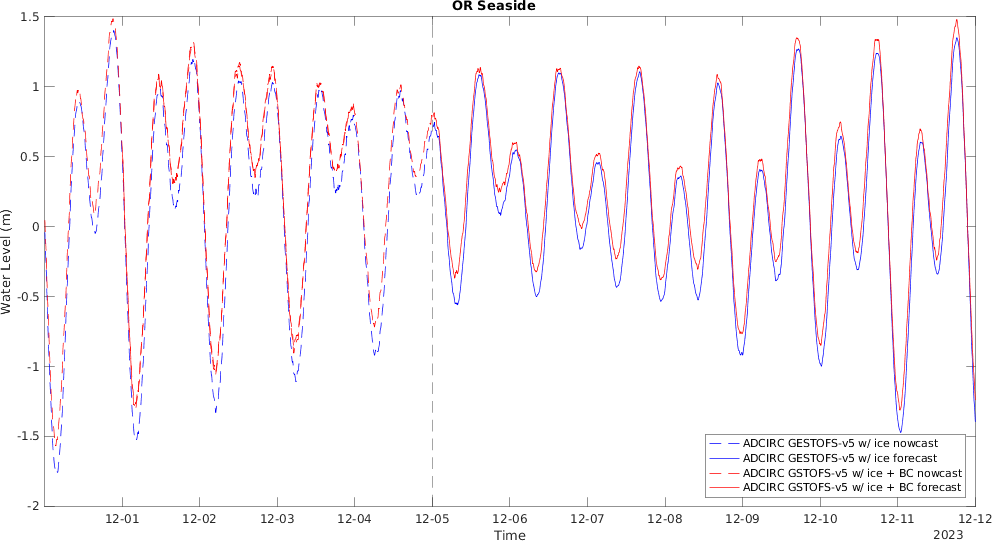 OR Seaside
1.5
1
0.5
0
-0.5
-1
-1.5
-2
Water Level (m)
12-01 12-02 12-03 12-04 12-05 12-06 12-07 12-08 12-09 12-10 12-11 12-12
Time
2023
ADCIRC GESTOFS-v5 w/ ice nowcast
ADCIRC GESTOFS-v5 w/ ice forecast
ADCIRC GSTOFS-v5 w/ ice + BC nowcast
ADCIRC GSTOFS-v5 w/ ice + BC forecast